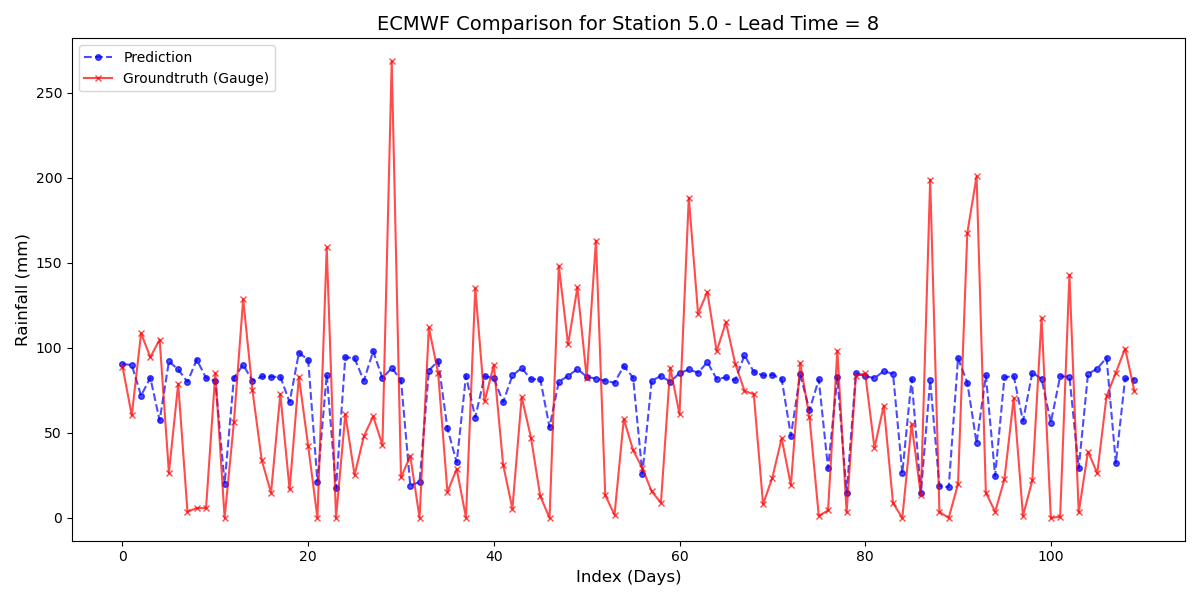 ECMWF Comparison for Station 5.0 - Lead Time = 8
Prediction
Groundtruth (Gauge)
Rainfall (mm)
250
200
150
100
50
0
0 20 40 60 80 100
Index (Days)